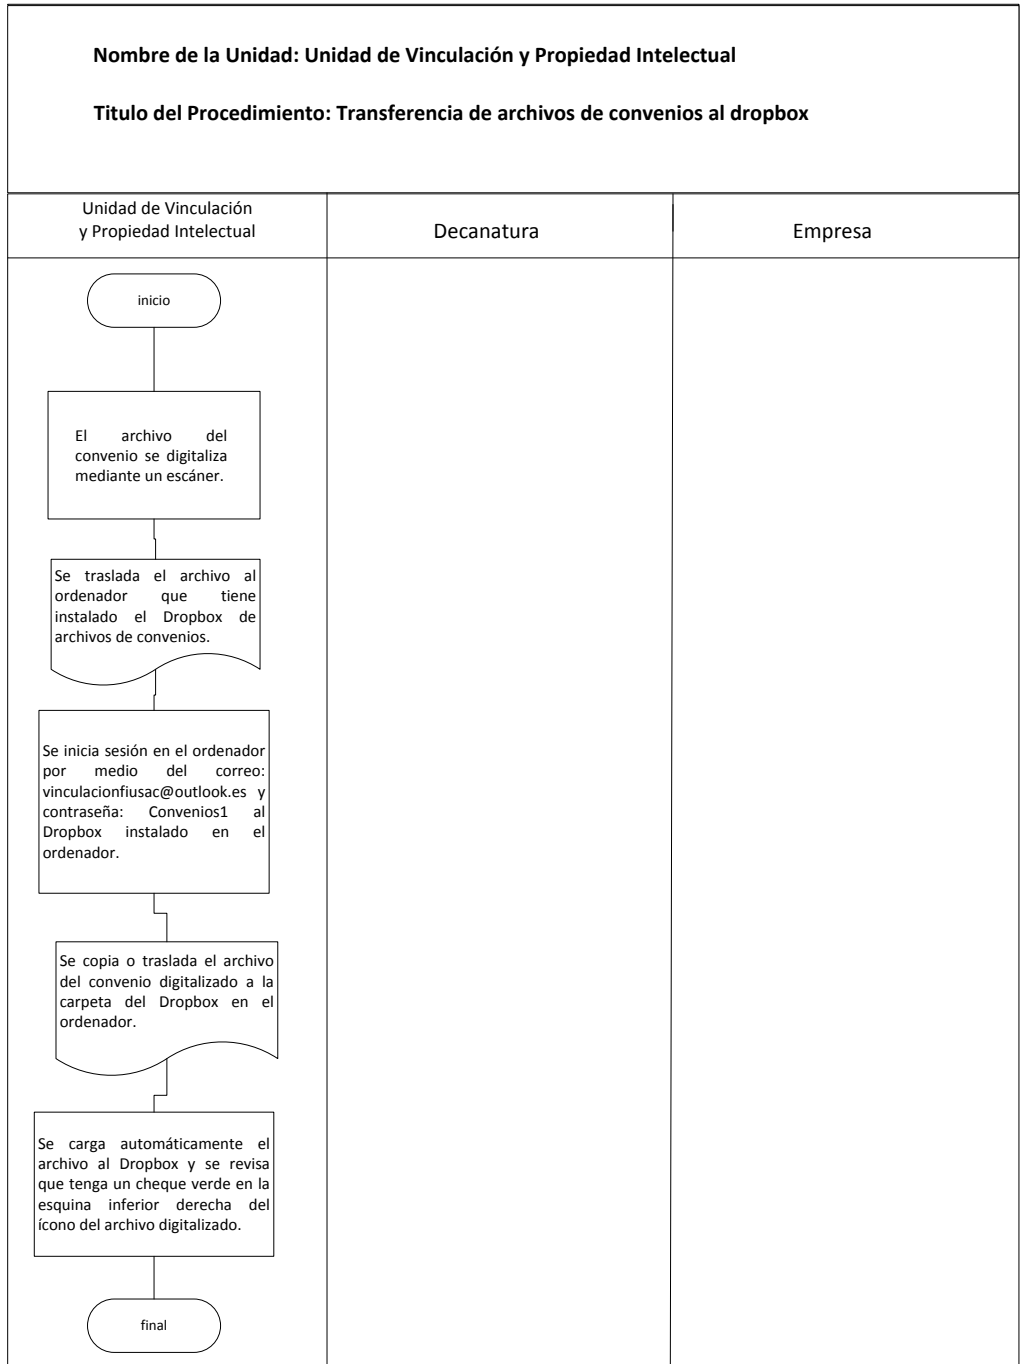 Nombre de la Unidad: Unidad de Vinculación y Propiedad Intelectual
Titulo del Procedimiento: Transferencia de archivos de convenios al dropbox
Unidad de Vinculación
y Propiedad Intelectual
Decanatura
Empresa
inicio
El archivo del
convenio se digitaliza
mediante un escáner.
Se traslada el archivo al
ordenador que tiene
instalado el Dropbox de
archivos de convenios.
Se inicia sesión en el ordenador
por medio del correo:
vinculacionfiusac@outlook.es y
contraseña: Convenios1 al
Dropbox instalado en el
ordenador.
Se copia o traslada el archivo
del convenio digitalizado a la
carpeta del Dropbox en el
ordenador.
Se carga automáticamente el
archivo al Dropbox y se revisa
que tenga un cheque verde en la
esquina inferior derecha del
ícono del archivo digitalizado.
final